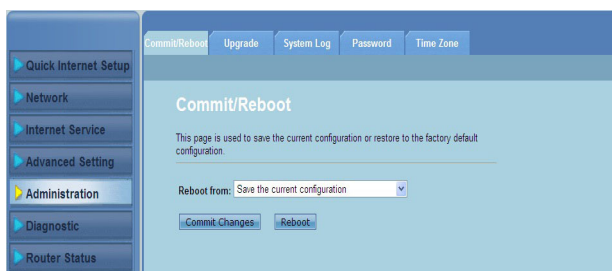 Commit/Reboot Upgrade System Log Password Time Zone
Quick Internet Setup
Network
Internet Service
Advanced Setting
Administration
Diagnostic
Router Status
Commit/Reboot
This page is used to save the current configuration or restore to the factory default
configuration.
Reboot from: Save the current configuration
Commit Changes Reboot